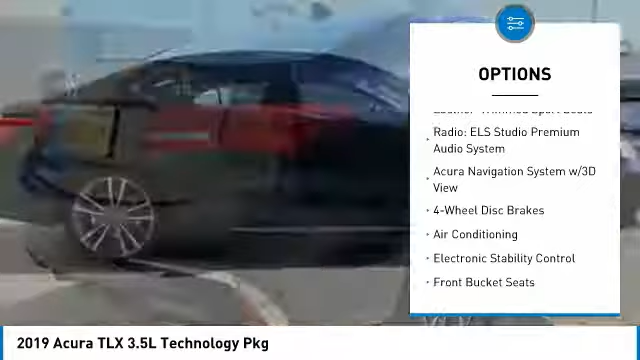 OPTIONS
Radio: ELS Studio Premium
Audio System
Acura Navigation System w/3D
View
4-Wheel Disc Brakes
Air Conditioning
Electronic Stability Control
Front Bucket Seats
2019 Acura TLX 3.5L Technology Pkg